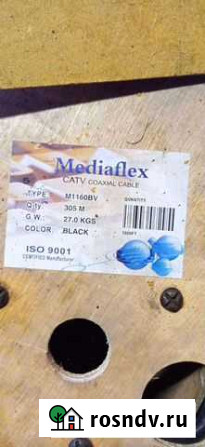 Mediaflex
CATV COAXIAL CABLE
TYPE M1160BV
Q'ty 305 M
G.W. 27.0 KGS
COLOR BLACK
ISO 9001
CERTIFIED Manufacturer
rosndv.ru